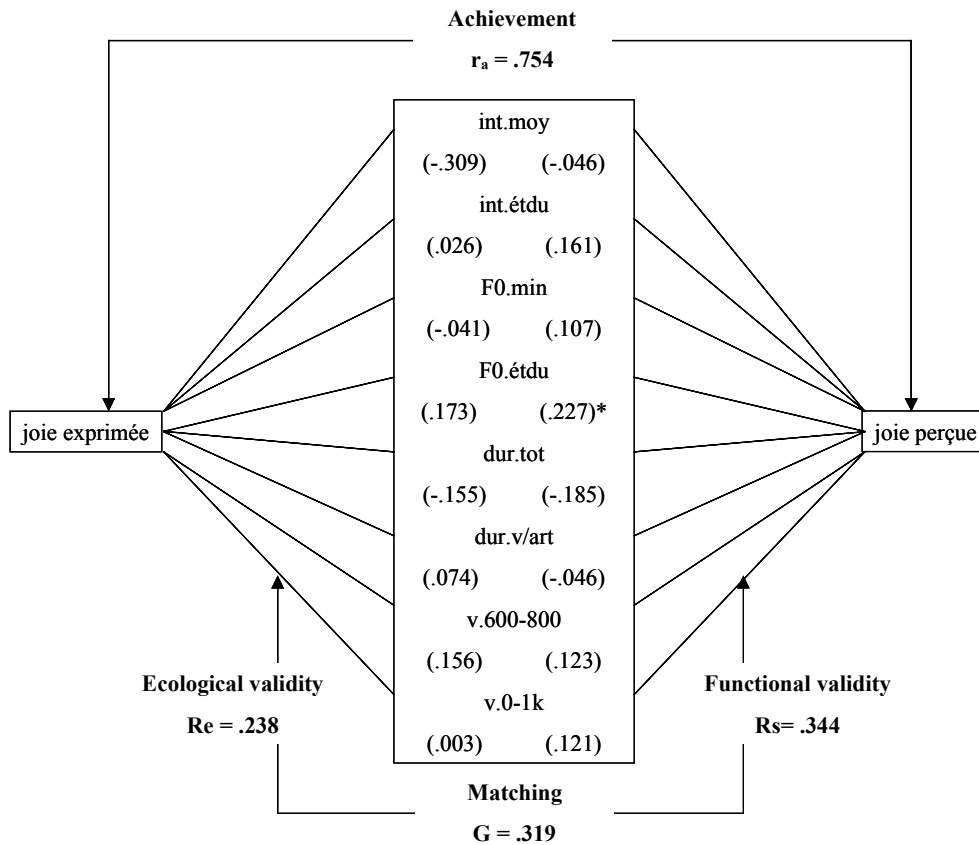 Achievement
rₐ = .754
int.moy
(-.309) (-.046)
int.étdu
(.026) (.161)
F0.min
(-.041) (.107)
F0.étdu
(.173) (.227)*
joie exprimée
joie perçue
dur.tot
(-.155) (-.185)
dur.v/art
(.074) (-.046)
v.600-800
(.156) (.123)
Ecological validity
Re = .238
Functional validity
Rs= .344
v.0-1k
(.003) (.121)
Matching
G = .319